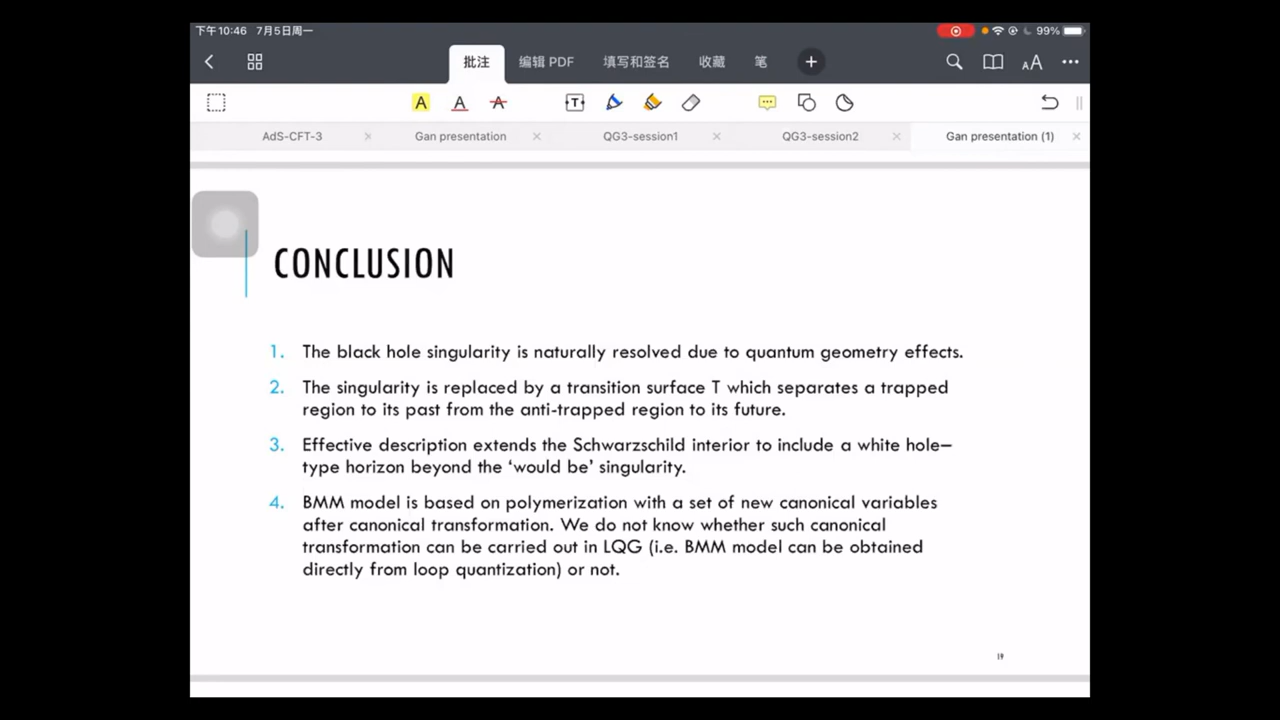 下午10:46 7月5日周一
99%
批注 编辑 PDF 填写和签名 收藏 笔
AdS-CFT-3 Gan presentation QG3-session1 QG3-session2 Gan presentation (1)
CONCLUSION
1. The black hole singularity is naturally resolved due to quantum geometry effects.
2. The singularity is replaced by a transition surface T which separates a trapped
region to its past from the anti-trapped region to its future.
3. Effective description extends the Schwarzschild interior to include a white hole–
type horizon beyond the ‘would be’ singularity.
4. BMM model is based on polymerization with a set of new canonical variables
after canonical transformation. We do not know whether such canonical
transformation can be carried out in LQG (i.e. BMM model can be obtained
directly from loop quantization) or not.
19